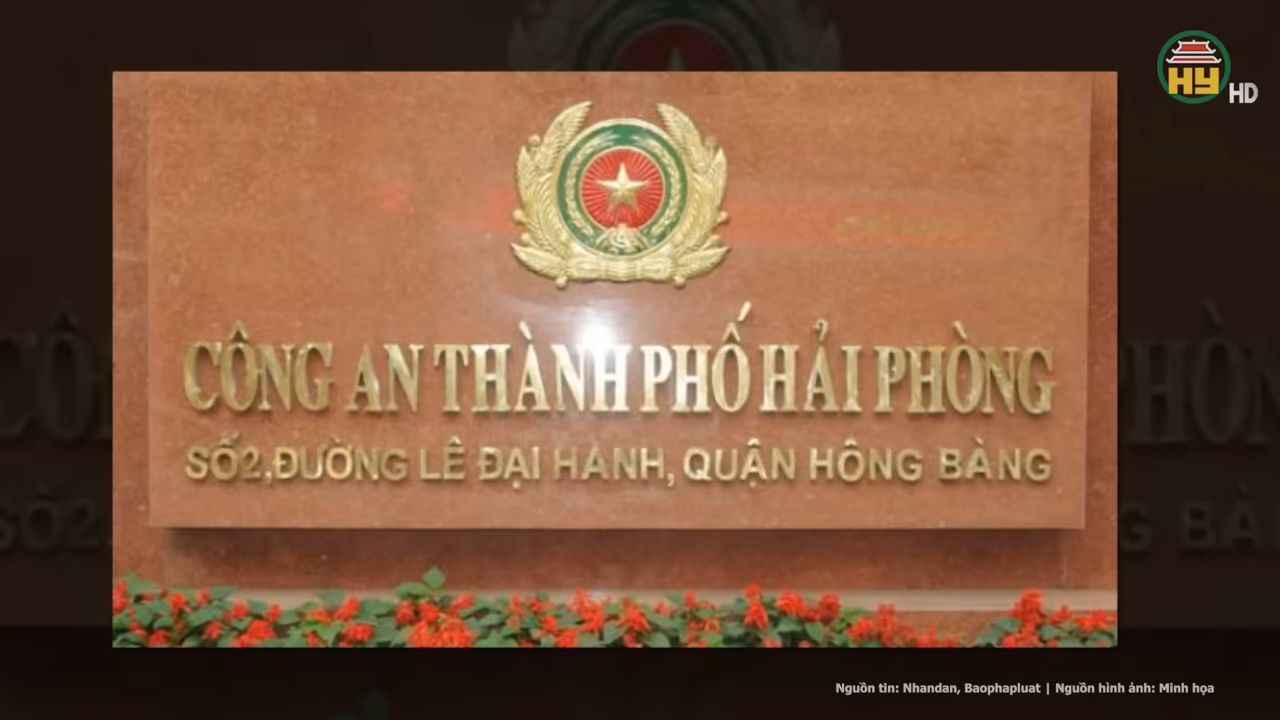 HY HD
CÔNG AN THÀNH PHỐ HẢI PHÒNG
SỐ2,ĐƯỜNG LÊ ĐẠI HÀNH, QUẬN HỒNG BÀNG
Nguồn tin: Nhandan, Baophapluat | Nguồn hình ảnh: Minh họa